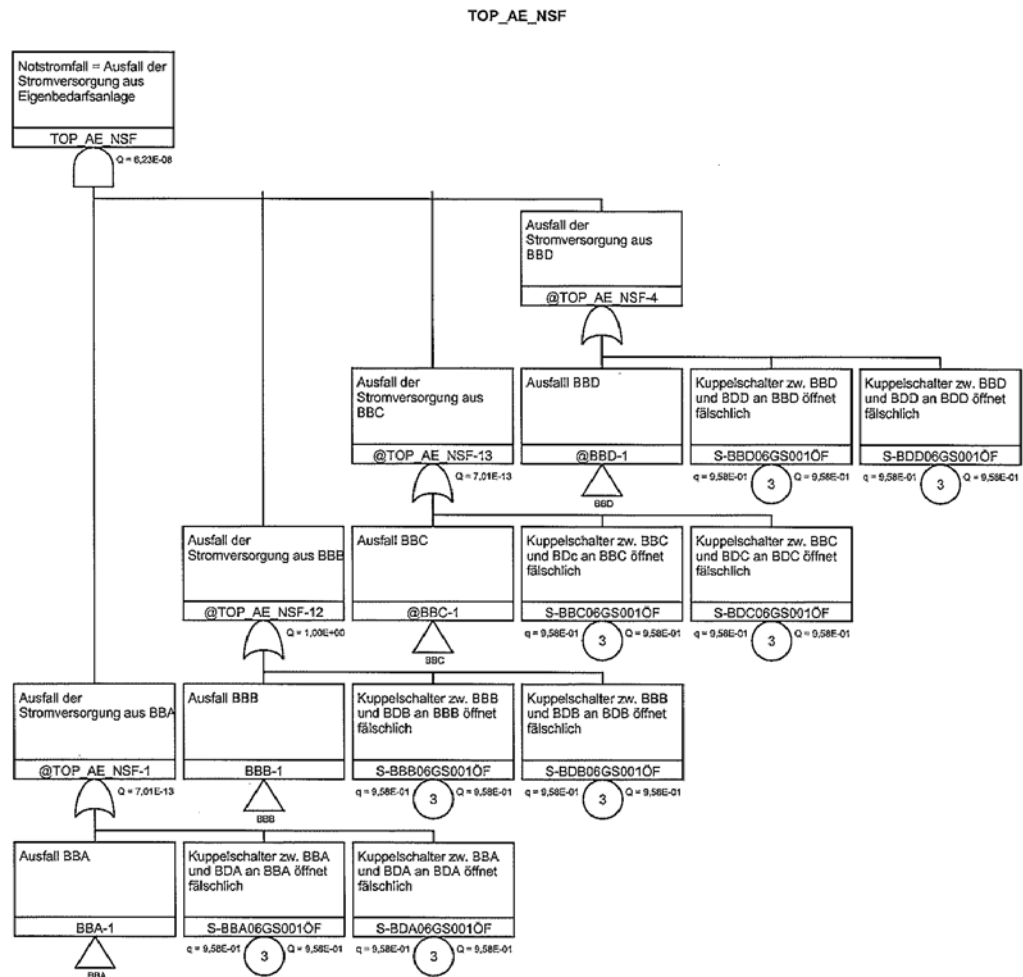 TOP_AE_NSF
Notstromfall = Ausfall der
Stromversorgung aus
Eigenbedarfsanlage
TOP_AE_NSF
Q = 6,23E-08
Ausfall der
Stromversorgung aus
BBD
@TOP_AE_NSF-4
Ausfall der
Stromversorgung aus
BBC
@TOP_AE_NSF-13
Q = 7,01E-13
Ausfalll BBD
@BBD-1
BBD
Kuppelschalter zw. BBD
und BDD an BBD öffnet
fälschlich
S-BBD06GS001ÖF
q = 9,58E-01
3
Q = 9,58E-01
Kuppelschalter zw. BBD
und BDD an BDD öffnet
fälschlich
S-BDD06GS001ÖF
q = 9,58E-01
3
Q = 9,58E-01
Ausfall der
Stromversorgung aus BBB
@TOP_AE_NSF-12
Q = 1,00E+00
Ausfall BBC
@BBC-1
BBC
Kuppelschalter zw. BBC
und BDc an BBC öffnet
fälschlich
S-BBC06GS001ÖF
q = 9,58E-01
3
Q = 9,58E-01
Kuppelschalter zw. BBC
und BDC an BDC öffnet
fälschlich
S-BDC06GS001ÖF
q = 9,58E-01
3
Q = 9,58E-01
Ausfall der
Stromversorgung aus BBA
@TOP_AE_NSF-1
Q = 7,01E-13
Ausfall BBB
BBB-1
BBB
Kuppelschalter zw. BBB
und BDB an BBB öffnet
fälschlich
S-BBB06GS001ÖF
q = 9,58E-01
3
Q = 9,58E-01
Kuppelschalter zw. BBB
und BDB an BDB öffnet
fälschlich
S-BDB06GS001ÖF
q = 9,58E-01
3
Q = 9,58E-01
Ausfall BBA
BBA-1
BBA
Kuppelschalter zw. BBA
und BDA an BBA öffnet
fälschlich
S-BBA06GS001ÖF
q = 9,58E-01
3
Q = 9,58E-01
Kuppelschalter zw. BBA
und BDA an BDA öffnet
fälschlich
S-BDA06GS001ÖF
q = 9,58E-01
3
Q = 9,58E-01